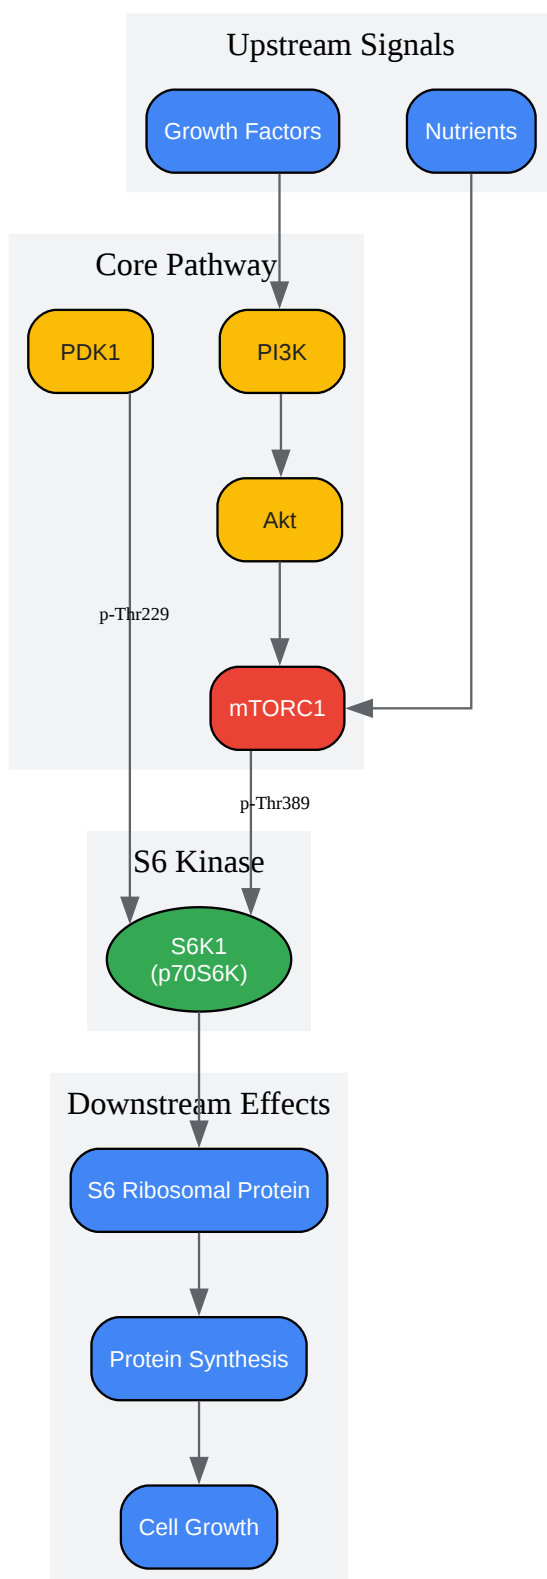 Upstream Signals
Growth Factors
Nutrients
Core Pathway
PDK1
PI3K
Akt
p-Thr229
mTORC1
p-Thr389
S6 Kinase
S6K1
(p70S6K)
Downstream Effects
S6 Ribosomal Protein
Protein Synthesis
Cell Growth